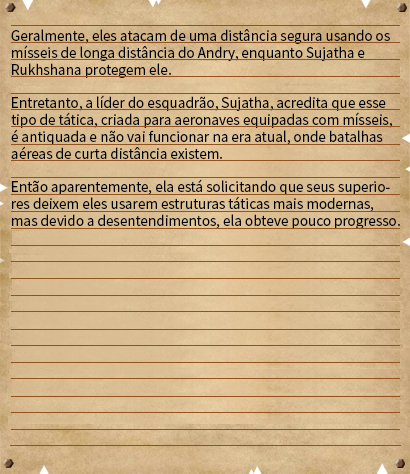 Geralmente, eles atacam de uma distância segura usando os
mísseis de longa distância do Andry, enquanto Sujatha e
Rukhshana protegem ele.
Entretanto, a líder do esquadrão, Sujatha, acredita que esse
tipo de tática, criada para aeronaves equipadas com mísseis,
é antiquada e não vai funcionar na era atual, onde batalhas
aéreas de curta distância existem.
Então aparentemente, ela está solicitando que seus superio-
res deixem eles usarem estruturas táticas mais modernas,
mas devido a desentendimentos, ela obteve pouco progresso.